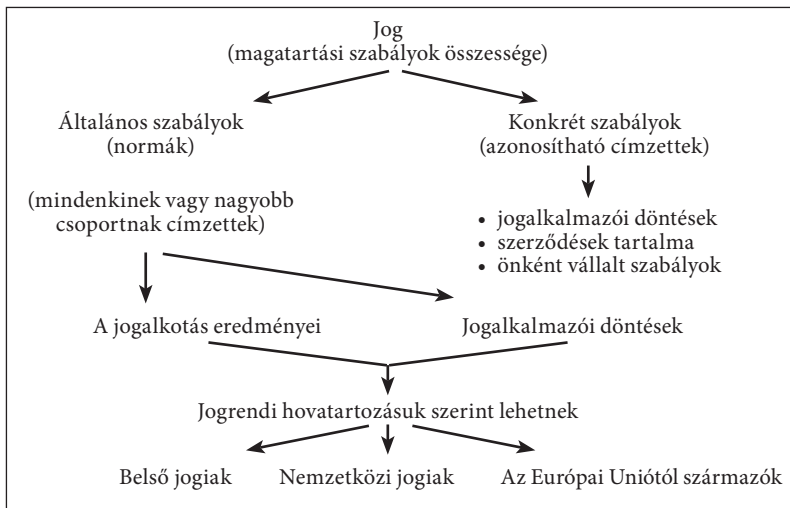 Jog
(magatartási szabályok összessége)
Általános szabályok
(normák)
Konkrét szabályok
(azonosítható címzettek)
(mindenkinek vagy nagyobb
csoportnak címzettek)
• jogalkalmazói döntések
• szerződések tartalma
• önként vállalt szabályok
A jogalkotás eredményei
Jogalkalmazói döntések
Jogrendi hovatartozásuk szerint lehetnek
Belső jogiak
Nemzetközi jogiak
Az Európai Uniótól származók